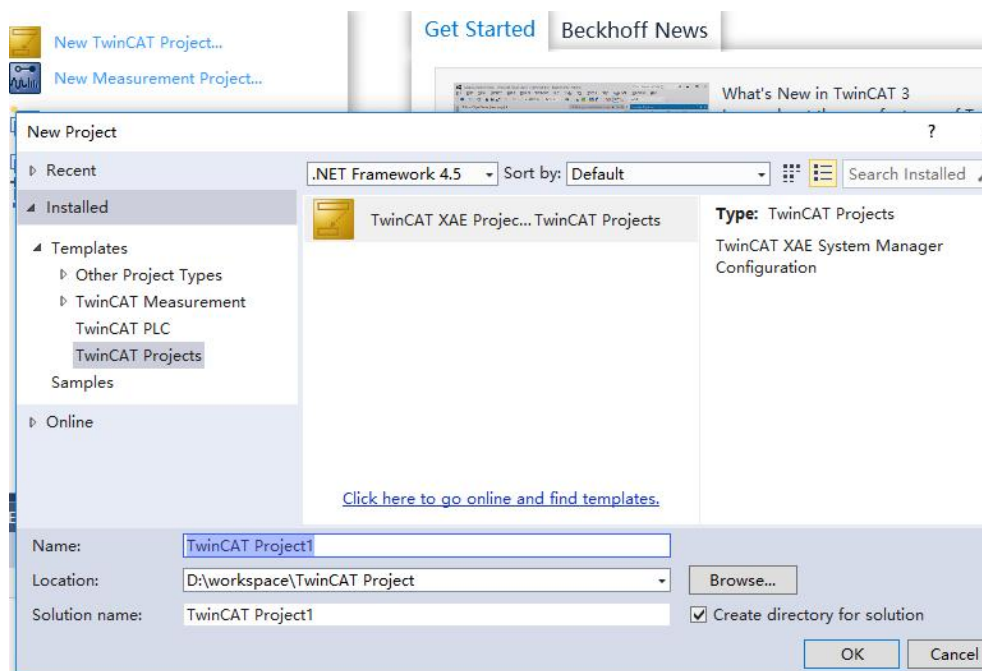 Get Started Beckhoff News
New TwinCAT Project...
New Measurement Project...
What's New in TwinCAT 3
New Project ?
Recent
.NET Framework 4.5 Sort by: Default Search Installed
Installed
TwinCAT XAE Projec... TwinCAT Projects
Type: TwinCAT Projects
TwinCAT XAE System Manager
Configuration
Templates
Other Project Types
TwinCAT Measurement
TwinCAT PLC
TwinCAT Projects
Samples
Online
Click here to go online and find templates.
Name: TwinCAT Project1
Location: D:\workspace\TwinCAT Project Browse...
Solution name: TwinCAT Project1 Create directory for solution
OK Cancel